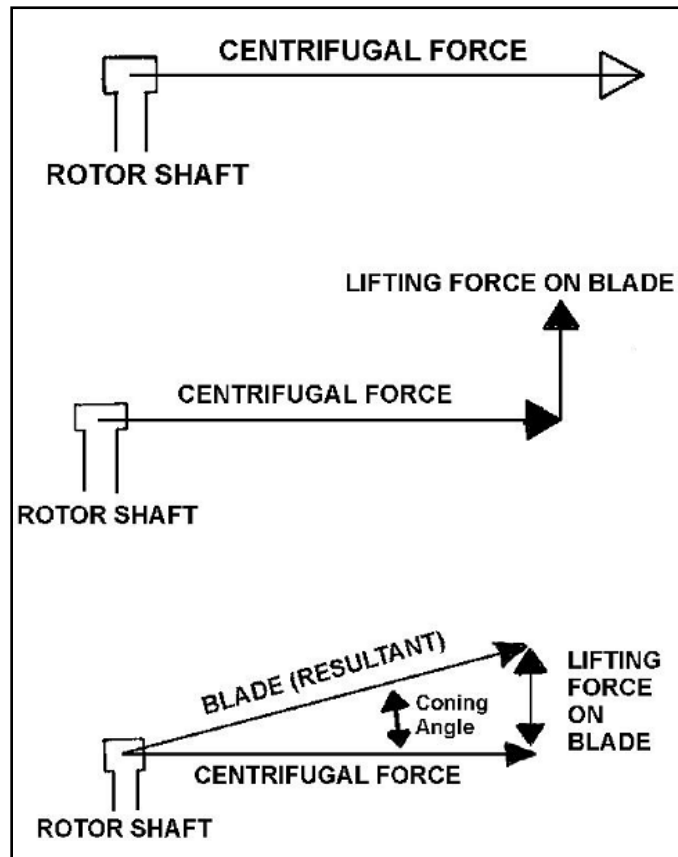 CENTRIFUGAL FORCE
ROTOR SHAFT
LIFTING FORCE ON BLADE
CENTRIFUGAL FORCE
ROTOR SHAFT
BLADE (RESULTANT)
Coning
Angle
LIFTING
FORCE
ON
BLADE
CENTRIFUGAL FORCE
ROTOR SHAFT